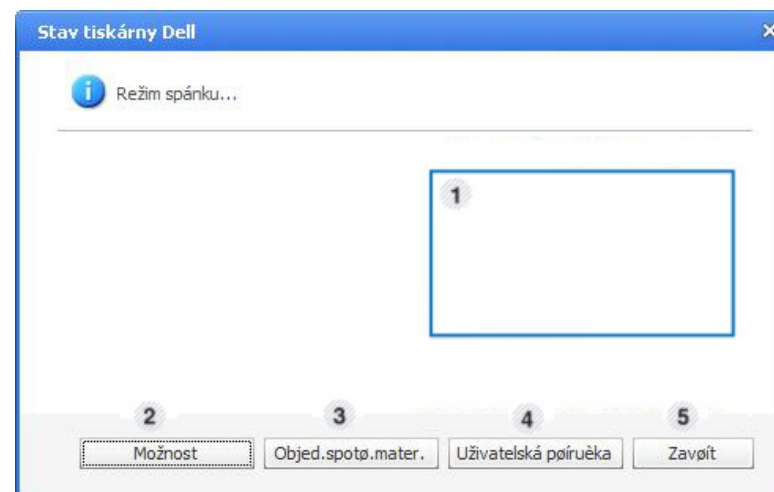 Stav tiskárny Dell
Režim spánku...
1
2 3 4 5
Možnost Objed.spotø.mater. Uživatelská pøíruèka Zavøít